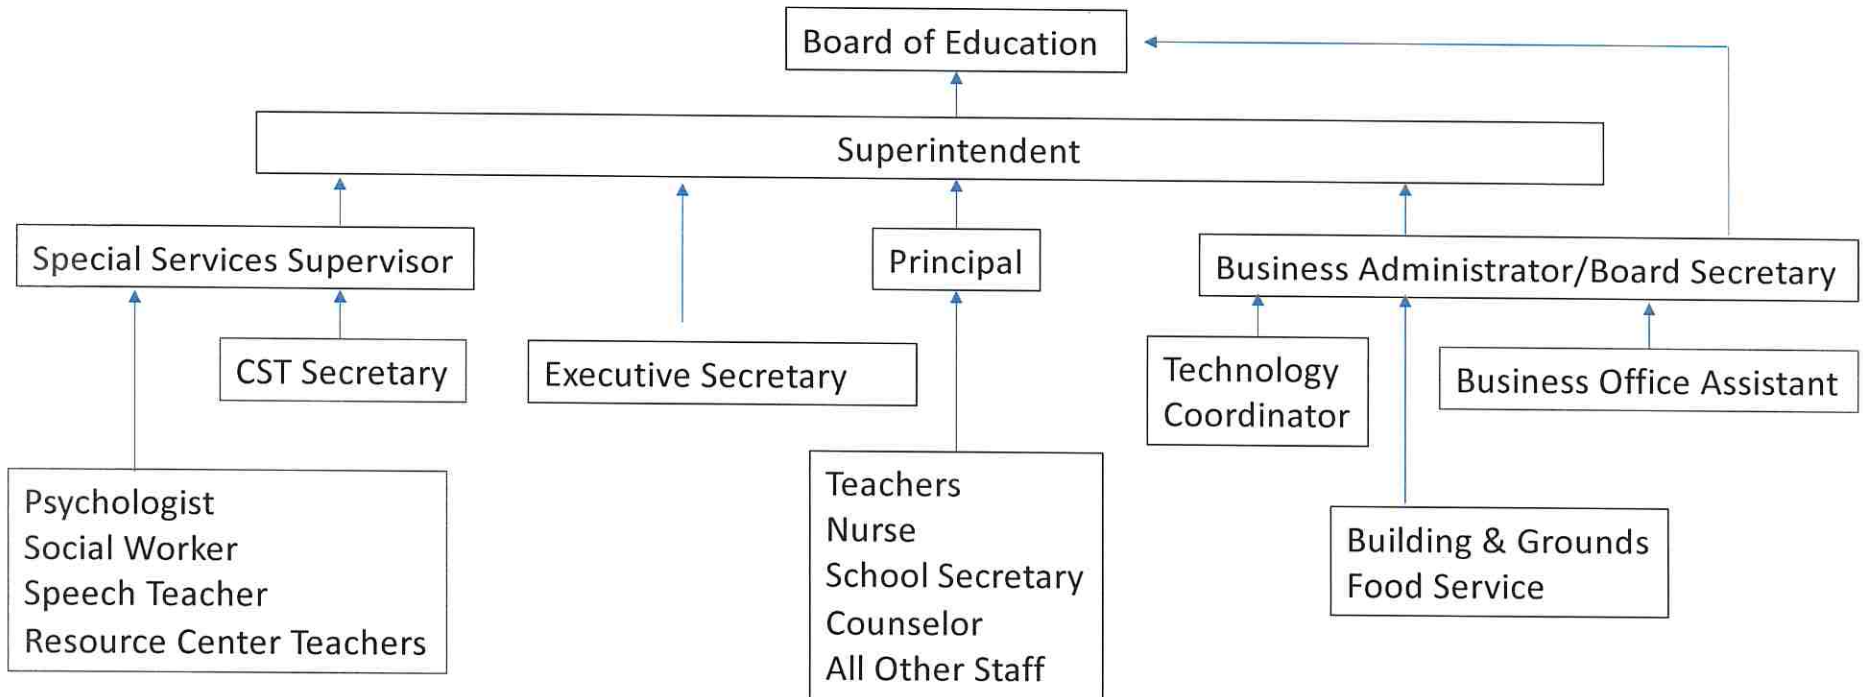 Board of Education
Superintendent
Special Services Supervisor
Principal
Business Administrator/Board Secretary
CST Secretary
Executive Secretary
Technology
Coordinator
Business Office Assistant
Psychologist
Social Worker
Speech Teacher
Resource Center Teachers
Teachers
Nurse
School Secretary
Counselor
All Other Staff
Building & Grounds
Food Service